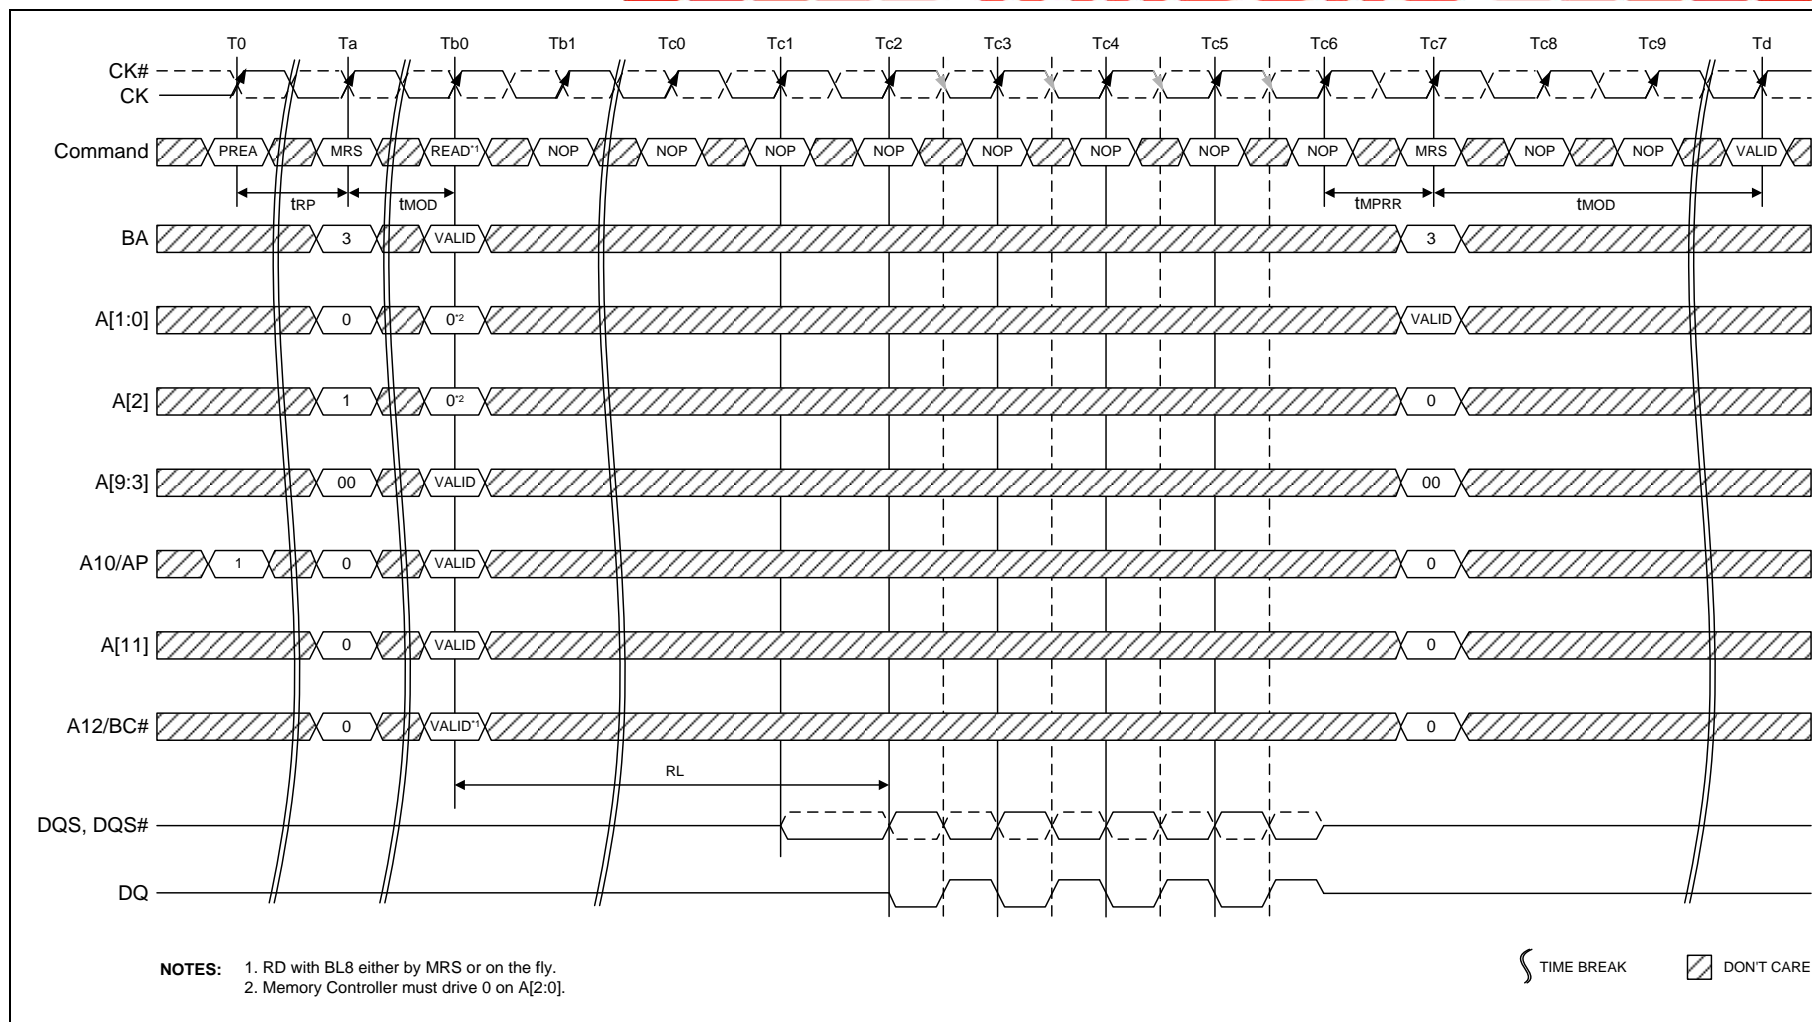 T0 Ta Tb0 Tb1 Tc0 Tc1 Tc2 Tc3 Tc4 Tc5 Tc6 Tc7 Tc8 Tc9 Td
CK#
CK
Command PREA MRS READ*1 NOP NOP NOP NOP NOP NOP NOP NOP MRS NOP NOP VALID
tRP tMOD tMPRR tMOD
BA 3 VALID 3
A[1:0] 0 0*2 VALID
A[2] 1 0*2 0
A[9:3] 00 VALID 00
A10/AP 1 0 VALID 0
A[11] 0 VALID 0
A12/BC# 0 VALID*1 0
RL
DQS, DQS#
DQ
NOTES: 1. RD with BL8 either by MRS or on the fly.
2. Memory Controller must drive 0 on A[2:0].
TIME BREAK DON'T CARE